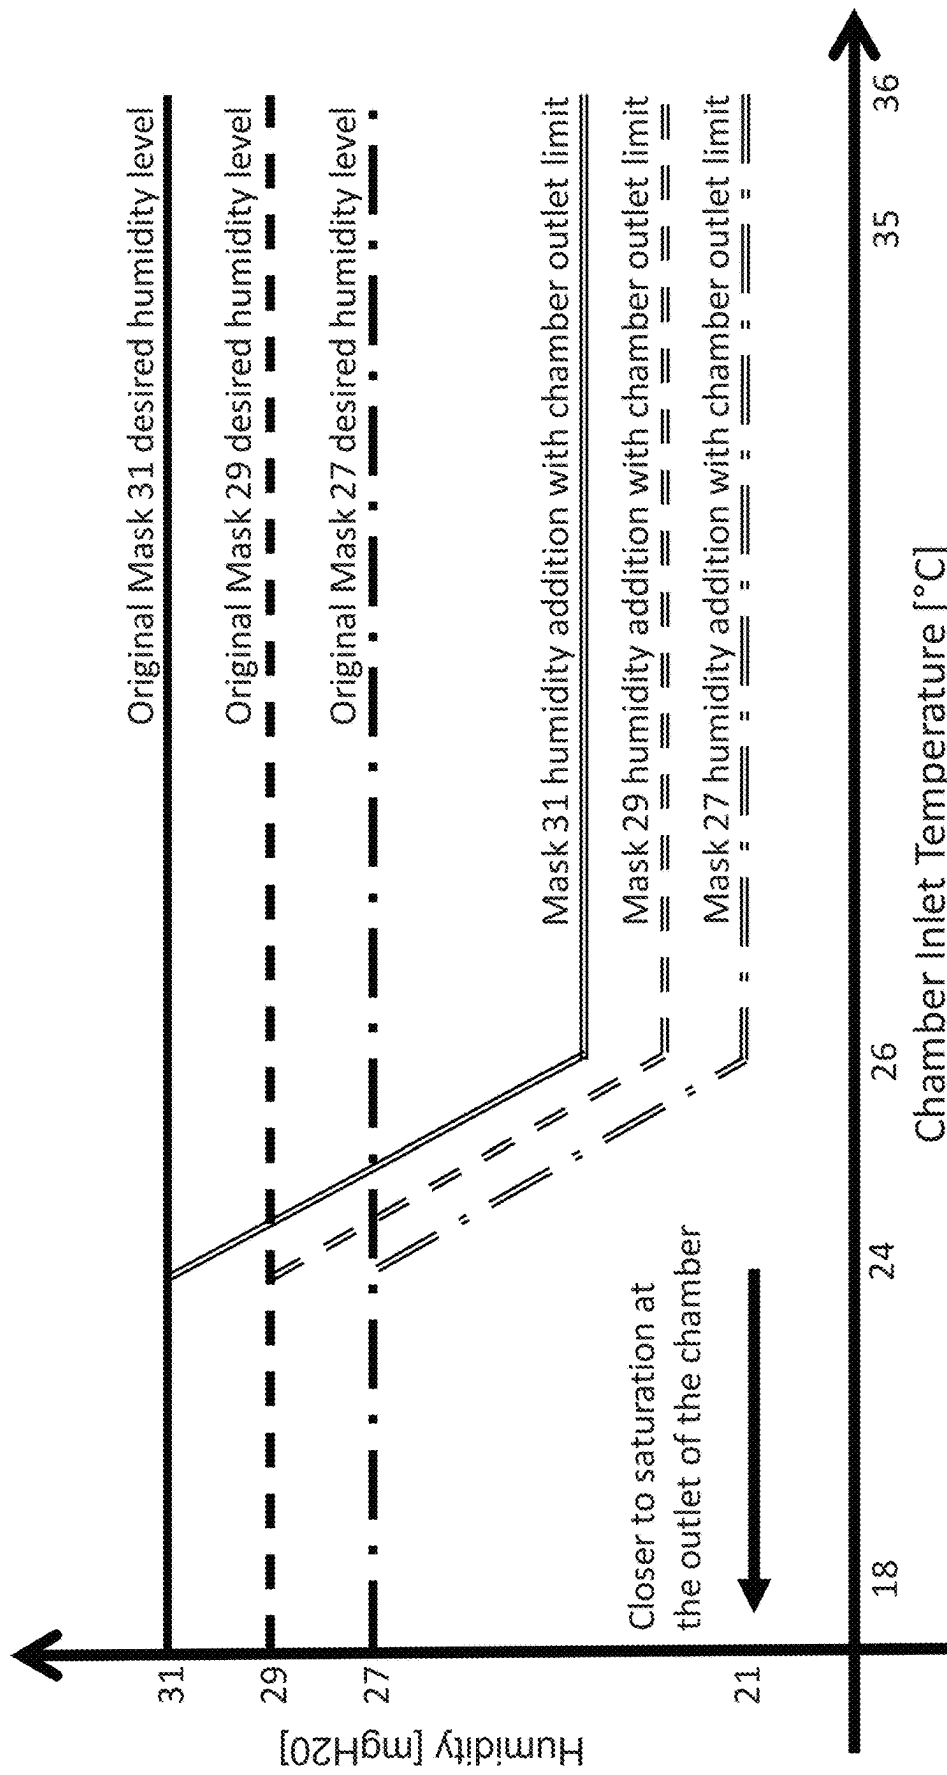 Humidity [mgH20]
31
29
27
21
Original Mask 31 desired humidity level
Original Mask 29 desired humidity level
Original Mask 27 desired humidity level
Mask 31 humidity addition with chamber outlet limit
Mask 29 humidity addition with chamber outlet limit
Mask 27 humidity addition with chamber outlet limit
Closer to saturation at
the outlet of the chamber
18
24
26
35
36
Chamber Inlet Temperature [°C]